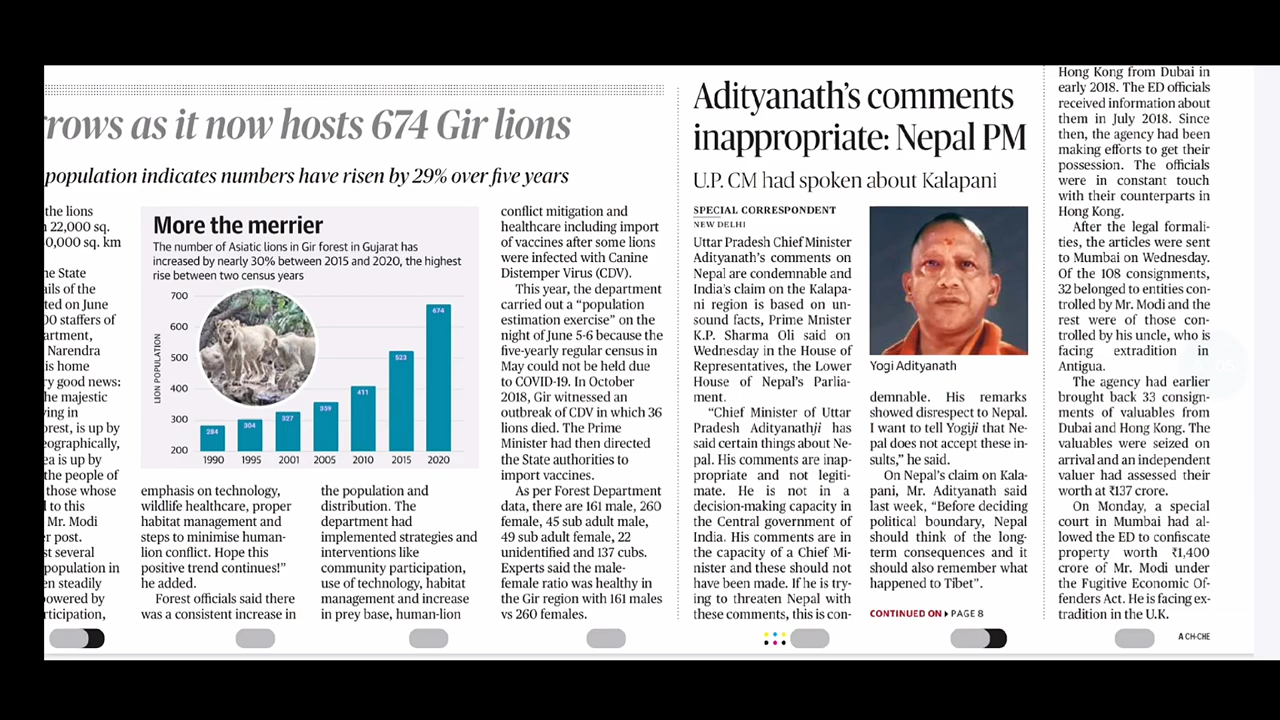 rows as it now hosts 674 Gir lions
population indicates numbers have risen by 29% over five years
the lions
22,000 sq.
0,000 sq. km
he State
ails of the
ted on June
00 staffers of
artment,
Narendra
is home
ry good news:
he majestic
ving in
orest, is up by
eographically,
ea is up by
the people of
those whose
l to this
Mr. Modi
er post.
st several
population in
en steadily
powered by
rticipation,
More the merrier
The number of Asiatic lions in Gir forest in Gujarat has
increased by nearly 30% between 2015 and 2020, the highest
rise between two census years
LION POPULATION
700
600
500
400
300
200
284
304
327
359
411
523
674
1990 1995 2001 2005 2010 2015 2020
emphasis on technology,
wildlife healthcare, proper
habitat management and
steps to minimise human-
lion conflict. Hope this
positive trend continues!”
he added.
Forest officials said there
was a consistent increase in
the population and
distribution. The
department had
implemented strategies and
interventions like
community participation,
use of technology, habitat
management and increase
in prey base, human-lion
conflict mitigation and
healthcare including import
of vaccines after some lions
were infected with Canine
Distemper Virus (CDV).
This year, the department
carried out a “population
estimation exercise” on the
night of June 5-6 because the
five-yearly regular census in
May could not be held due
to COVID-19. In October
2018, Gir witnessed an
outbreak of CDV in which 36
lions died. The Prime
Minister had then directed
the State authorities to
import vaccines.
As per Forest Department
data, there are 161 male, 260
female, 45 sub adult male,
49 sub adult female, 22
unidentified and 137 cubs.
Experts said the male-
female ratio was healthy in
the Gir region with 161 males
vs 260 females.
Adityanath’s comments
inappropriate: Nepal PM
U.P. CM had spoken about Kalapani
SPECIAL CORRESPONDENT
NEW DELHI
Uttar Pradesh Chief Minister
Adityanath’s comments on
Nepal are condemnable and
India’s claim on the Kalapa-
ni region is based on un-
sound facts, Prime Mnister
K.P. Sharma Oli said on
Wednesday in the House of
Representatives, the Lower
House of Nepal’s Parlia-
ment.
“Chief Minister of Uttar
Pradesh Adityanathji has
said certain things about Ne-
pal. His comments are inap-
propriate and not legiti-
mate. He is not in a
decision-making capacity in
the Central government of
India. His comments are in
the capacity of a Chief Mi-
nister and these should not
have been made. If he is try-
ing to threaten Nepal with
these comments, this is con-
Yogi Adityanath
demnable. His remarks
showed disrespect to Nepal.
I want to tell Yogiji that Ne-
pal does not accept these in-
sults,” he said.
On Nepal’s claim on Kala-
pani, Mr. Adityanath said
last week, “Before deciding
political boundary, Nepal
should think of the long-
term consequences and it
should also remember what
happened to Tibet”.
CONTINUED ON PAGE 8
Hong Kong from Dubai in
early 2018. The ED officials
received information about
them in July 2018. Since
then, the agency had been
making efforts to get their
possession. The officials
were in constant touch
with their counterparts in
Hong Kong.
After the legal formali-
ties, the articles were sent
to Mumbai on Wednesday.
Of the 108 consignments,
32 belonged to entities con-
trolled by Mr. Modi and the
rest were of those con-
trolled by his uncle, who is
facing extradition in
Antigua.
The agency had earlier
brought back 33 consign-
ments of valuables from
Dubai and Hong Kong. The
valuables were seized on
arrival and an independent
valuer had assessed their
worth at ₹137 crore.
On Monday, a special
court in Mumbai had al-
lowed the ED to confiscate
property worth ₹1,400
crore of Mr. Modi under
the Fugitive Economic Of-
fenders Act. He is facing ex-
tradition in the U.K.
A CH-CHE